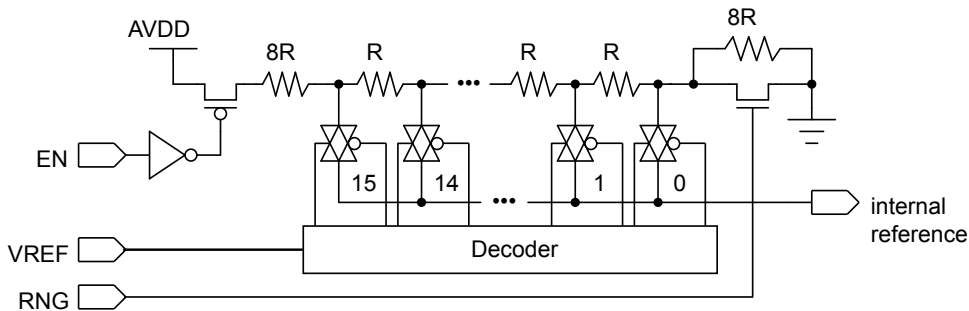 8R
AVDD
8R
R
R
R
EN
15
14
1
0
internal
reference
VREF
Decoder
RNG